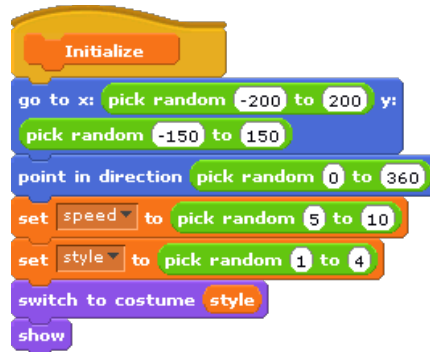 Initialize
go to x: pick random -200 to 200 y:
pick random -150 to 150
point in direction pick random 0 to 360
set speed to pick random 5 to 10
set style to pick random 1 to 4
switch to costume style
show